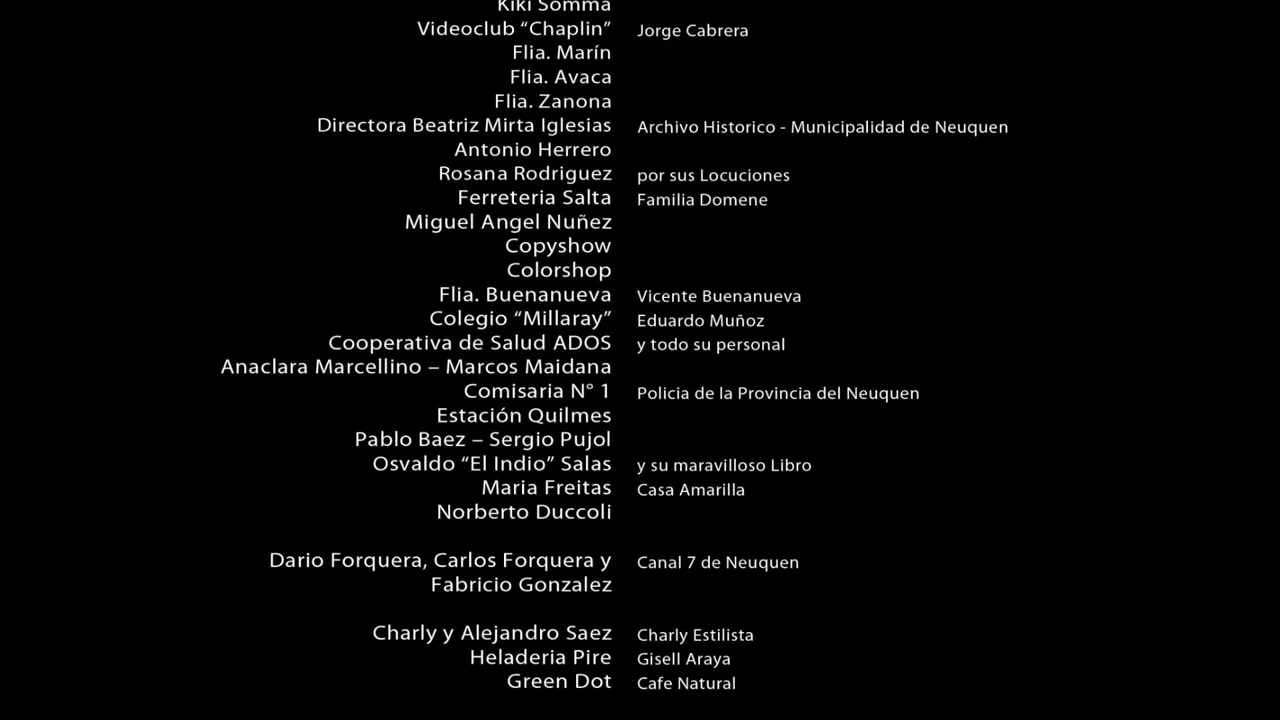 Kiki Somma
Videoclub “Chaplin” Jorge Cabrera
Flia. Marín
Flia. Avaca
Flia. Zanona
Directora Beatriz Mirta Iglesias Archivo Historico - Municipalidad de Neuquen
Antonio Herrero
Rosana Rodriguez por sus Locuciones
Ferreteria Salta Familia Domene
Miguel Angel Nuñez
Copyshow
Colorshop
Flia. Buenanueva Vicente Buenanueva
Colegio “Millaray” Eduardo Muñoz
Cooperativa de Salud ADOS y todo su personal
Anaclara Marcellino – Marcos Maidana
Comisaria N° 1 Policia de la Provincia del Neuquen
Estación Quilmes
Pablo Baez – Sergio Pujol
Osvaldo “El Indio” Salas y su maravilloso Libro
Maria Freitas Casa Amarilla
Norberto Duccoli
Dario Forquera, Carlos Forquera y Canal 7 de Neuquen
Fabricio Gonzalez
Charly y Alejandro Saez Charly Estilista
Heladeria Pire Gisell Araya
Green Dot Cafe Natural